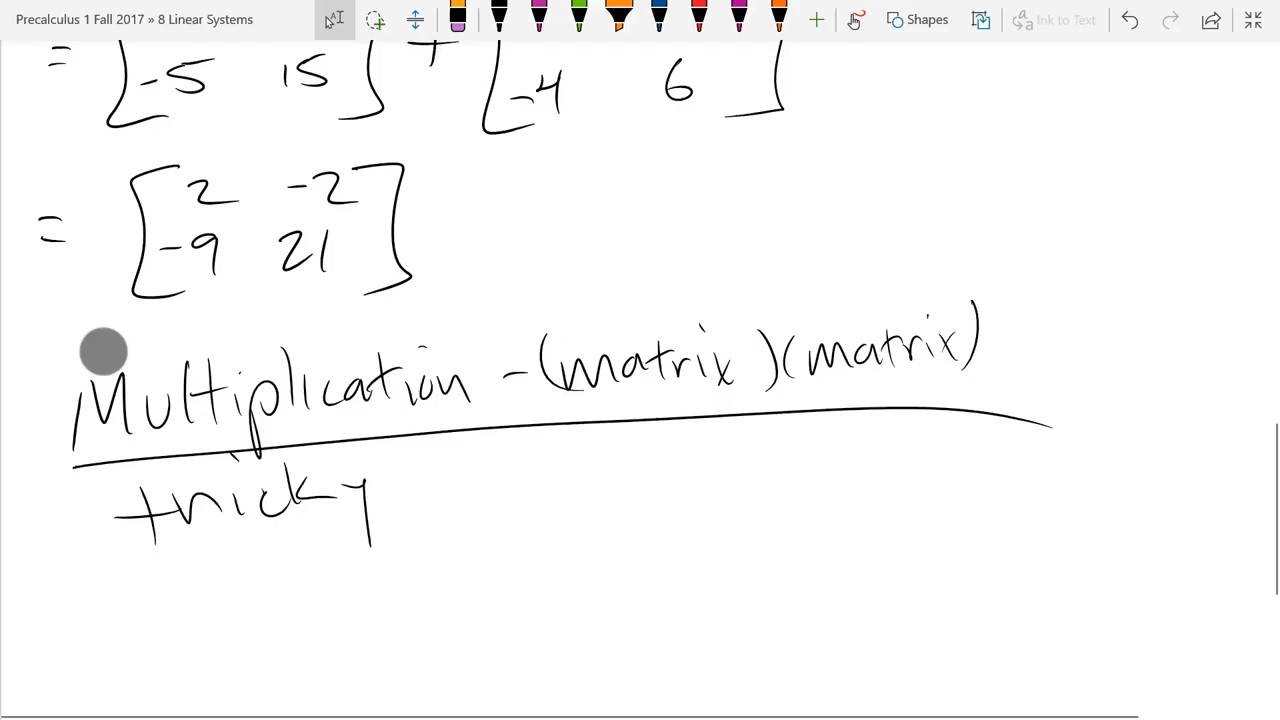 Precalculus 1 Fall 2017 » 8 Linear Systems
Shapes
Ink to Text
= [ -5 15 ] + [ -4 6 ]
= [ 2 -2
-9 21 ]
Multiplication - (matrix)(matrix)
tricky